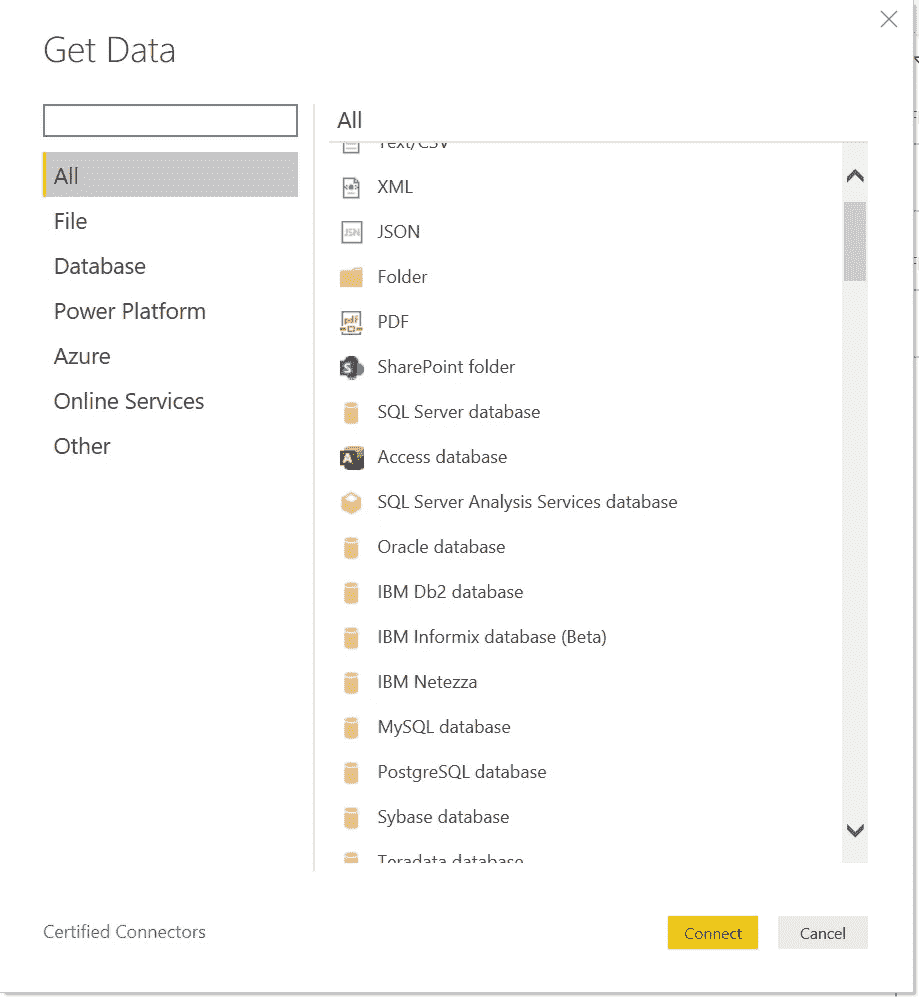 Get Data
All
File
Database
Power Platform
Azure
Online Services
Other
All
Text/CSV
XML
JSON
Folder
PDF
SharePoint folder
SQL Server database
Access database
SQL Server Analysis Services database
Oracle database
IBM Db2 database
IBM Informix database (Beta)
IBM Netezza
MySQL database
PostgreSQL database
Sybase database
Teradata database
Certified Connectors
Connect
Cancel